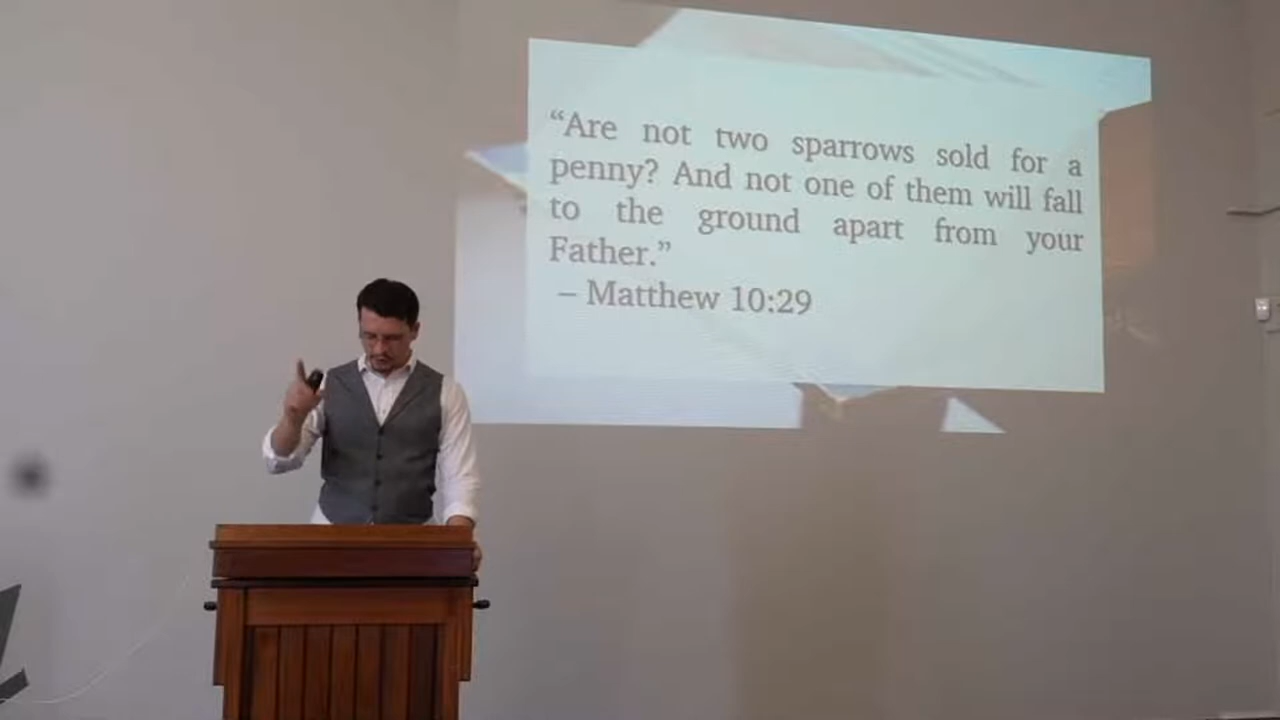 “Are not two sparrows sold for a
penny? And not one of them will fall
to the ground apart from your
Father.”
– Matthew 10:29